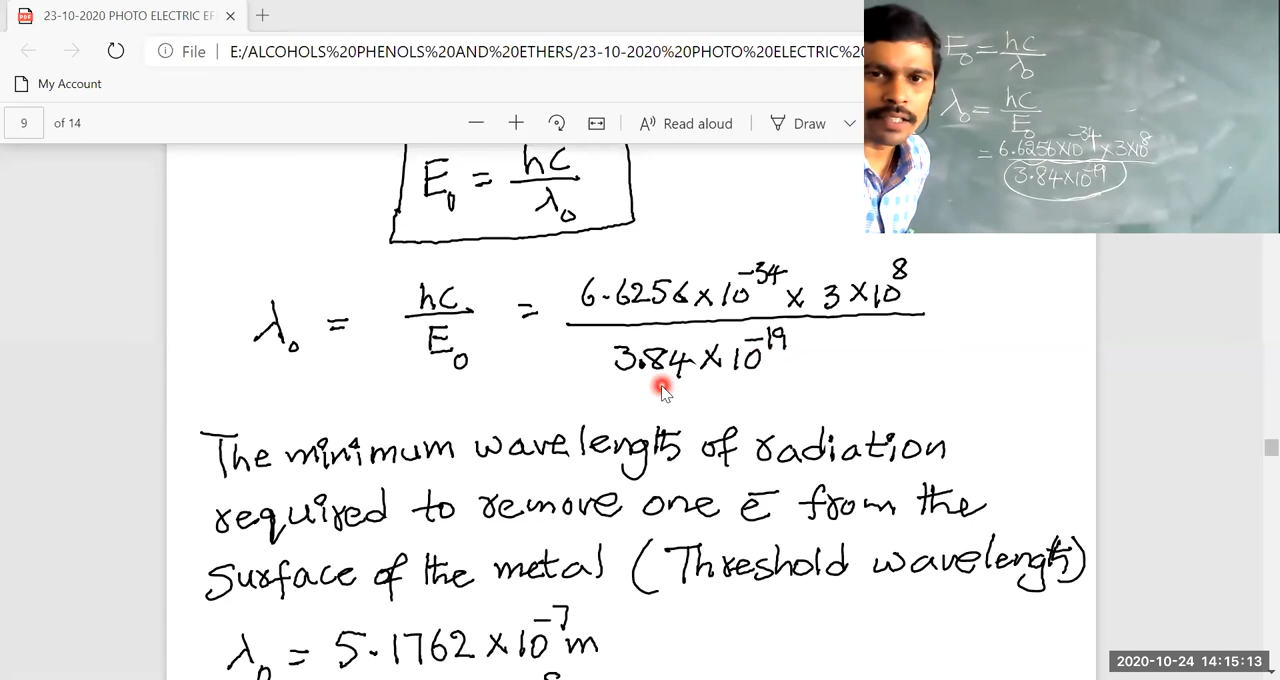 23-10-2020 PHOTO ELECTRIC EF
File E:/ALCOHOLS%20PHENOLS%20AND%20ETHERS/23-10-2020%20PHOTO%20ELECTRIC%20
My Account
9 of 14
Read aloud Draw
E₀ = hc/λ₀
λ₀ = hc/E₀
= 6.6256×10⁻³⁴ × 3×10⁸ / 3.84×10⁻¹⁹
E₀ = hc/λ₀
λ₀ = hc/E₀ = 6.6256×10⁻³⁴ × 3×10⁸ / 3.84×10⁻¹⁹
The minimum wavelength of radiation
required to remove one e̅ from the
surface of the metal (Threshold wavelength)
λ₀ = 5.1762×10⁻⁷m
2020-10-24 14:15:13